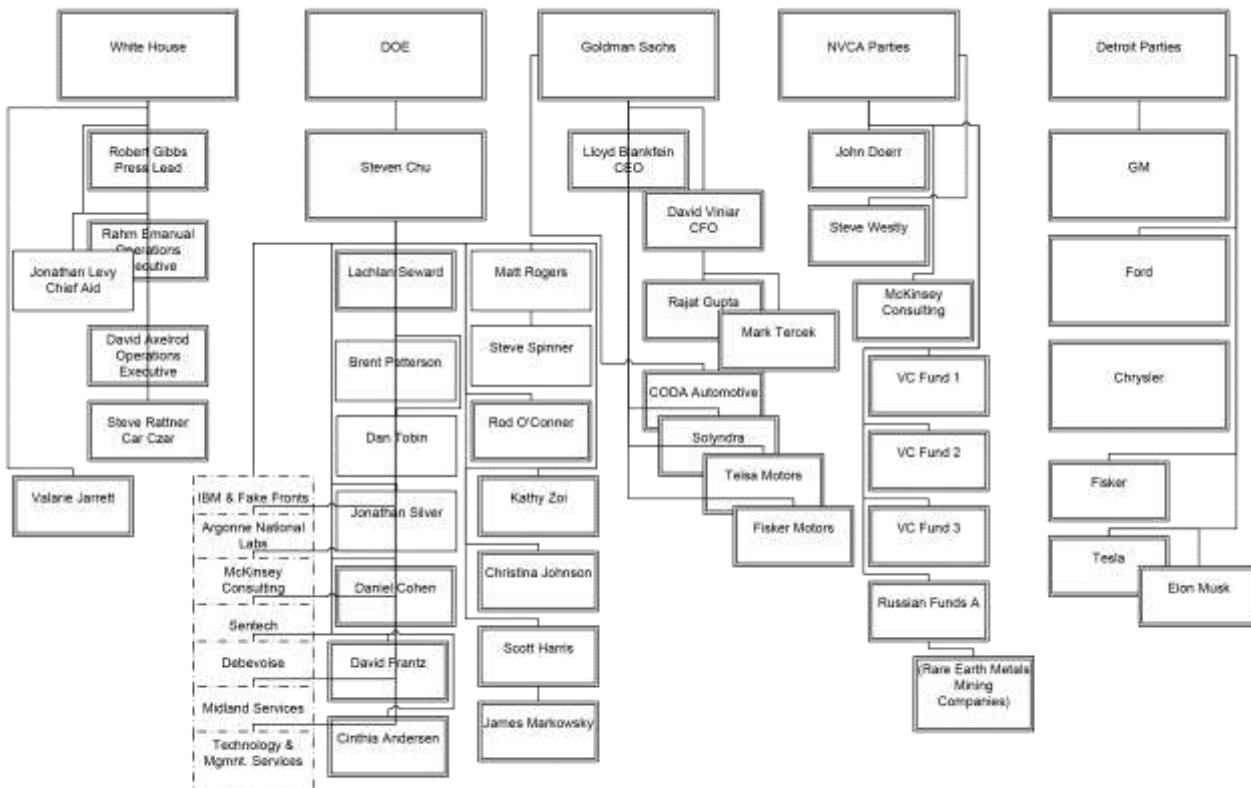 White House
DOE
Goldman Sachs
NVCA Parties
Detroit Parties
Robert Gibbs
Press Lead
Steven Chu
Lloyd Blankfein
CEO
John Doerr
GM
David Viniar
CFO
Steve Westly
Rahm Emanual
Operations
Executive
Jonathan Levy
Chief Aid
Lachlan Seward
Matt Rogers
Ford
Rajat Gupta
McKinsey
Consulting
Mark Tercek
David Axelrod
Operations
Executive
Brent Petterson
Steve Spinner
VC Fund 1
Chrysler
CODA Automotive
Steve Rattner
Car Czar
Dan Tobin
Rod O'Conner
Solyndra
VC Fund 2
Valarie Jarrett
IBM & Fake Fronts
Kathy Zoi
Telsa Motors
Fisker
Argonne National
Labs
Jonathan Silver
Fisker Motors
VC Fund 3
McKinsey
Consulting
Daniel Cohen
Christina Johnson
Tesla
Elon Musk
Russian Funds A
Sentech
Debevoise
David Frantz
Scott Harris
(Rare Earth Metals
Mining
Companies)
Midland Services
Technology &
Mgmnt. Services
Cinthia Andersen
James Markowsky